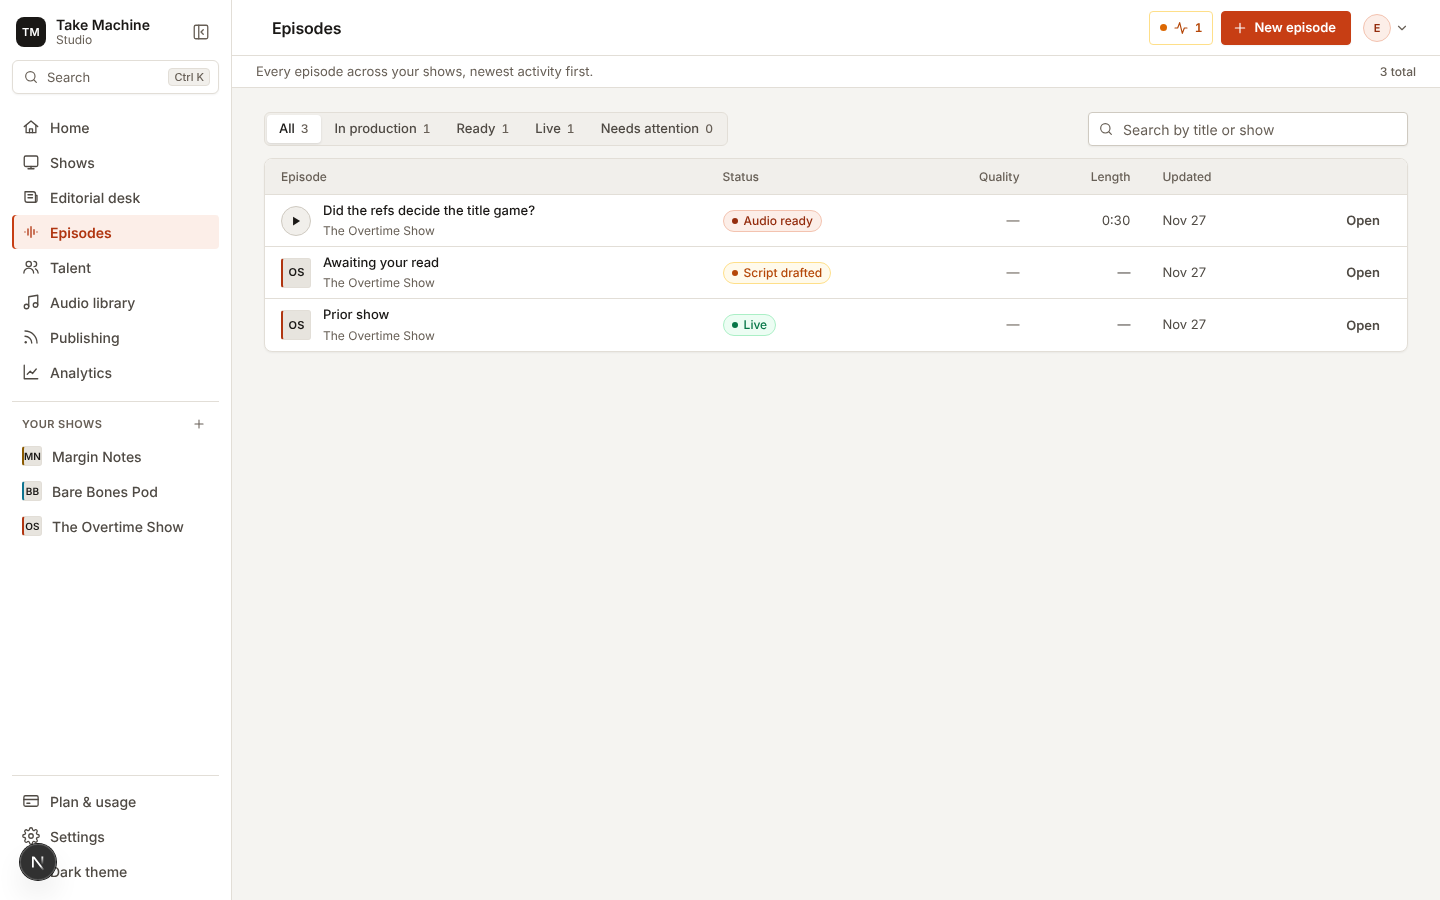 TM
Take Machine
Studio
Search
Ctrl K
Home
Shows
Editorial desk
Episodes
Talent
Audio library
Publishing
Analytics
YOUR SHOWS
MN
Margin Notes
BB
Bare Bones Pod
OS
The Overtime Show
Plan & usage
Settings
N
Dark theme
Episodes
1
New episode
E
Every episode across your shows, newest activity first.
3 total
All 3
In production 1
Ready 1
Live 1
Needs attention 0
Search by title or show
Episode Status Quality Length Updated
Did the refs decide the title game?
The Overtime Show
Audio ready
—
0:30
Nov 27
Open
OS
Awaiting your read
The Overtime Show
Script drafted
—
—
Nov 27
Open
OS
Prior show
The Overtime Show
Live
—
—
Nov 27
Open